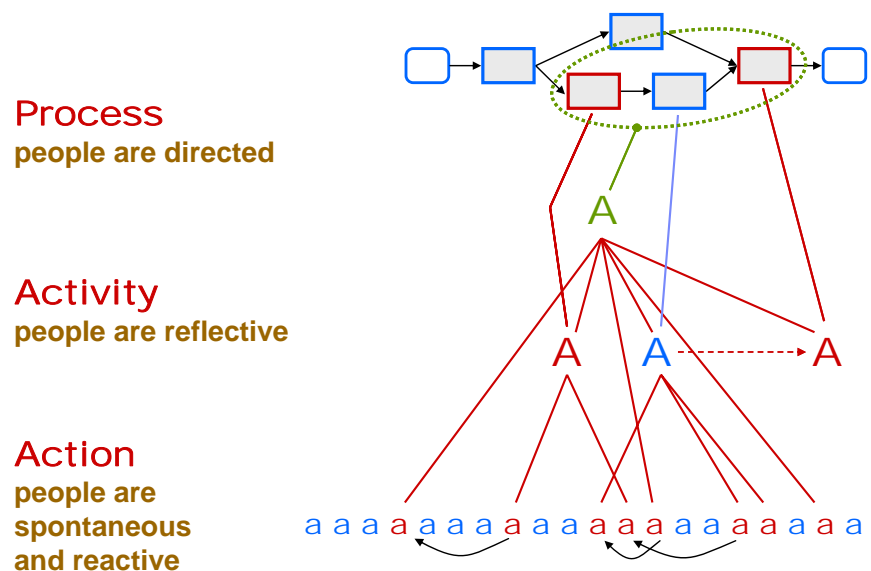 Process
people are directed
A
Activity
people are reflective
A A A
Action
people are
spontaneous
and reactive
a a a a a a a a a a a a a a a a a a a a